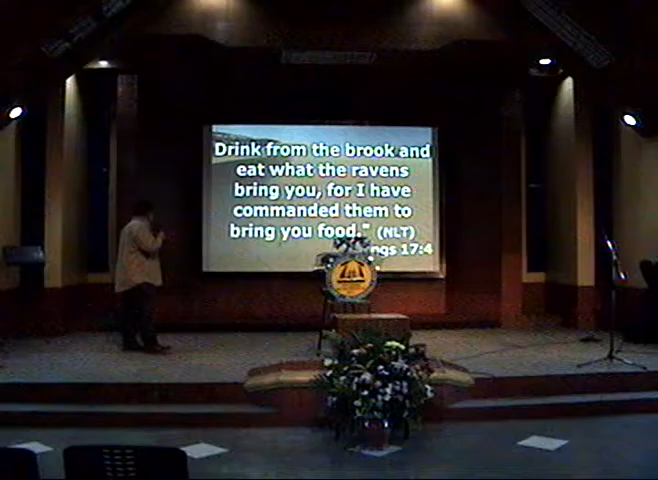 Drink from the brook and
eat what the ravens
bring you, for I have
commanded them to
bring you food." (NLT)
ngs 17:4